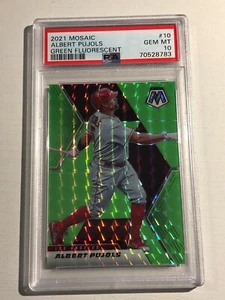 2021 MOSAIC #10
ALBERT PUJOLS GEM MT
GREEN FLUORESCENT 10
PSA 70528783
M
ALBERT PUJOLS